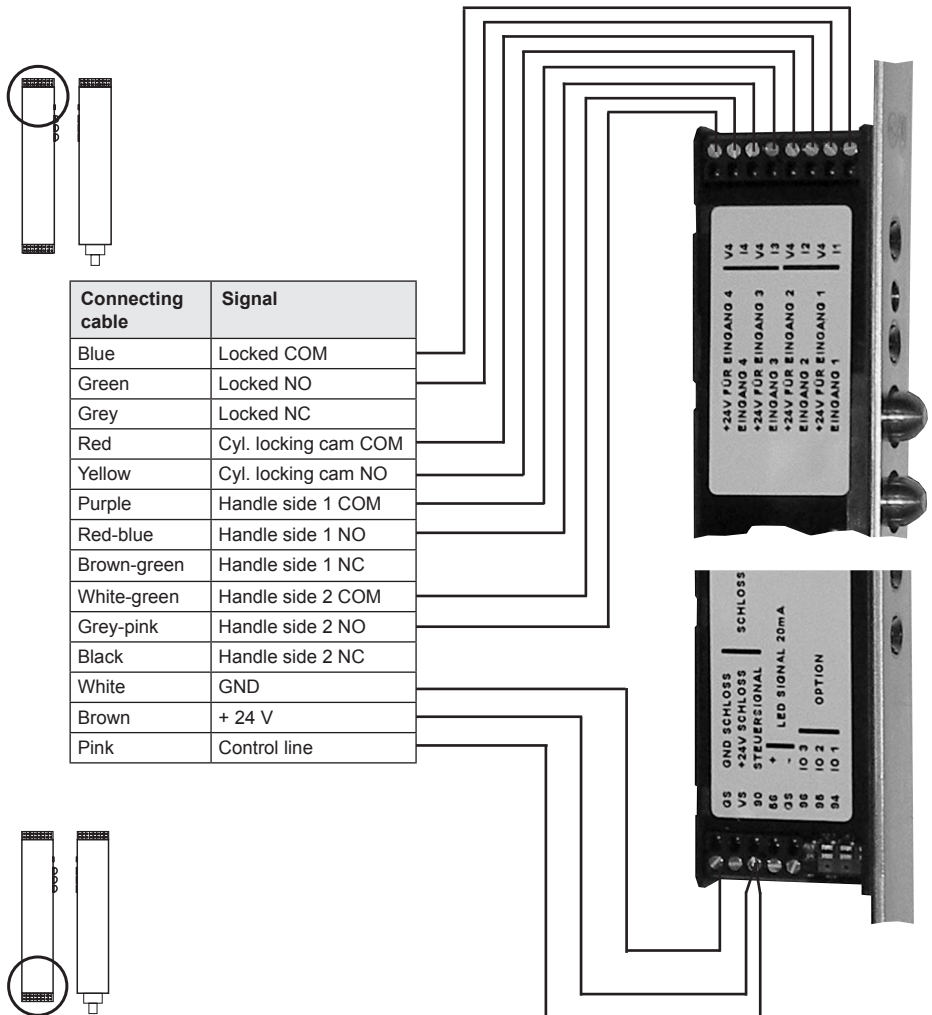 Connecting cable Signal
Blue Locked COM
Green Locked NO
Grey Locked NC
Red Cyl. locking cam COM
Yellow Cyl. locking cam NO
Purple Handle side 1 COM
Red-blue Handle side 1 NO
Brown-green Handle side 1 NC
White-green Handle side 2 COM
Grey-pink Handle side 2 NO
Black Handle side 2 NC
White GND
Brown + 24 V
Pink Control line
+24V FÜR EINGANG 4 V4
EINGANG 4 I4
+24V FÜR EINGANG 3 V4
EINGANG 3 I3
+24V FÜR EINGANG 2 V4
EINGANG 2 I2
+24V FÜR EINGANG 1 V4
EINGANG 1 I1
GS GND SCHLOSS
VS +24V SCHLOSS SCHLOSS
90 STEUERSIGNAL
56 +
GS - LED SIGNAL 20mA
96 IO 3
95 IO 2 OPTION
94 IO 1